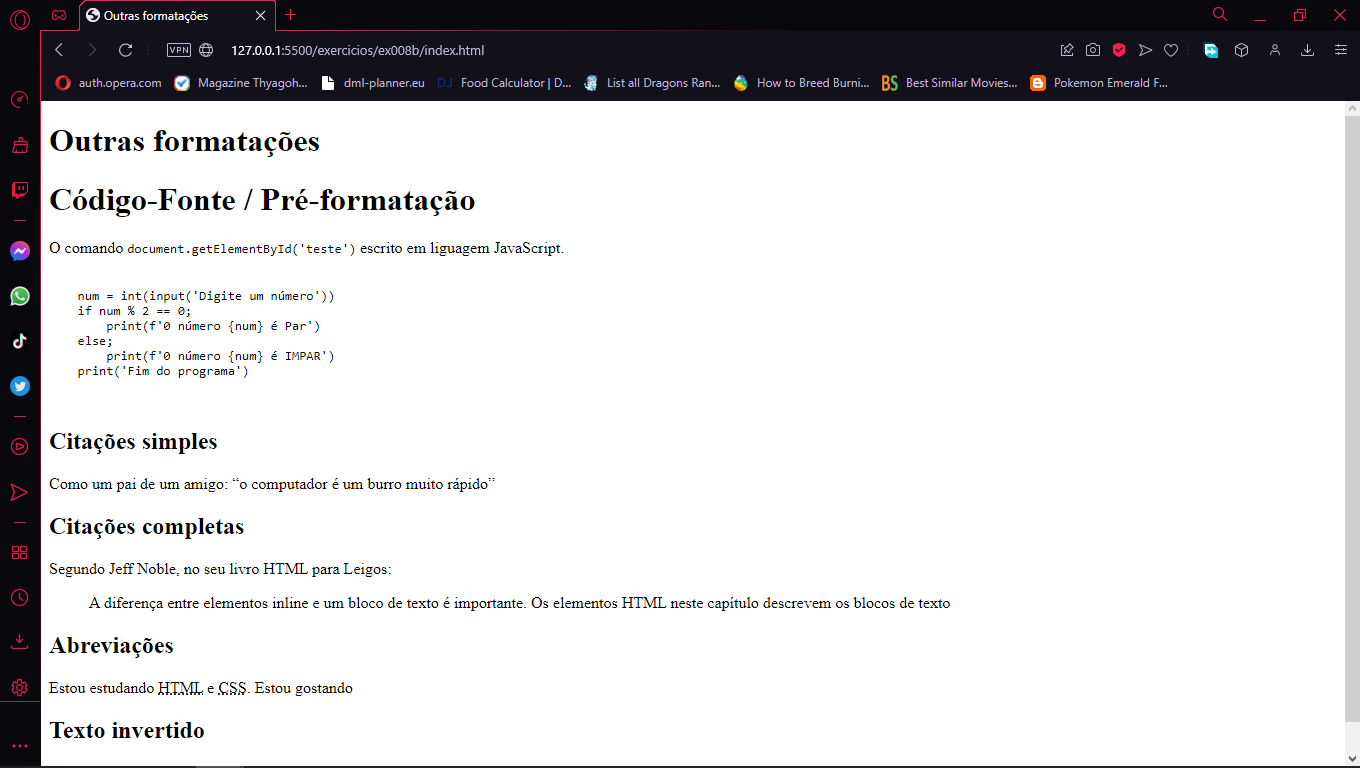 Outras formatações
VPN
127.0.0.1:5500/exercicios/ex008b/index.html
auth.opera.com
Magazine Thyagoh...
dml-planner.eu
D.I
Food Calculator | D...
List all Dragons Ran...
How to Breed Burni...
BS
Best Similar Movies...
Pokemon Emerald F...
Outras formatações
Código-Fonte / Pré-formatação
O comando document.getElementById('teste') escrito em liguagem JavaScript.
num = int(input('Digite um número'))
if num % 2 == 0;
    print(f'0 número {num} é Par')
else;
    print(f'0 número {num} é IMPAR')
print('Fim do programa')
Citações simples
Como um pai de um amigo: “o computador é um burro muito rápido”
Citações completas
Segundo Jeff Noble, no seu livro HTML para Leigos:
A diferença entre elementos inline e um bloco de texto é importante. Os elementos HTML neste capítulo descrevem os blocos de texto
Abreviações
Estou estudando HTML e CSS. Estou gostando
Texto invertido